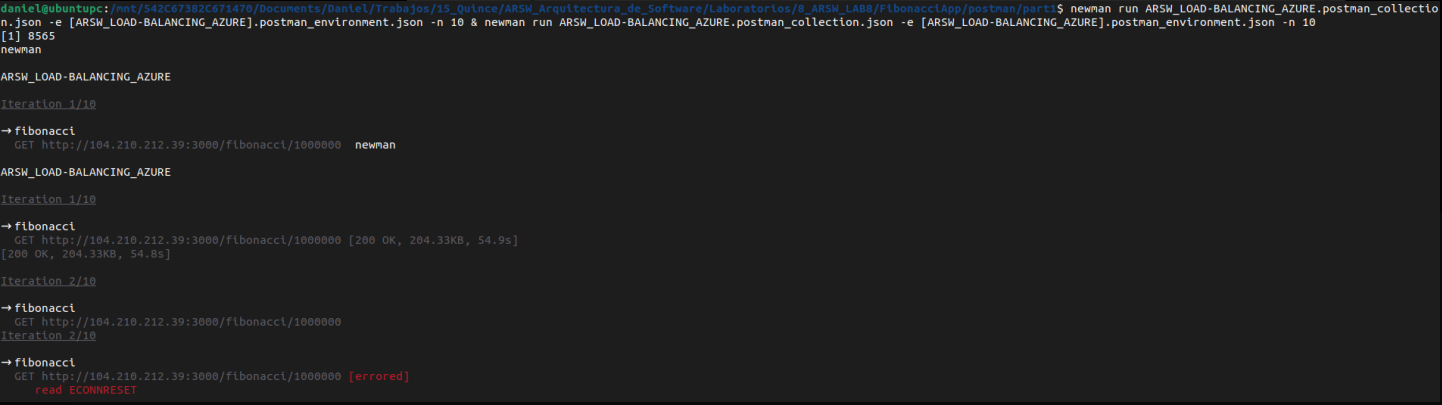 daniel@ubuntupc:/mnt/542C67382C671470/Documents/Daniel/Trabajos/15_Quince/ARSW_Arquitectura_de_Software/Laboratorios/8_ARSW_LAB8/FibonacciApp/postman/part1$ newman run ARSW_LOAD-BALANCING_AZURE.postman_collectio
n.json -e [ARSW_LOAD-BALANCING_AZURE].postman_environment.json -n 10 & newman run ARSW_LOAD-BALANCING_AZURE.postman_collection.json -e [ARSW_LOAD-BALANCING_AZURE].postman_environment.json -n 10
[1] 8565
newman
ARSW_LOAD-BALANCING_AZURE
Iteration 1/10
→ fibonacci
GET http://104.210.212.39:3000/fibonacci/1000000 newman
ARSW_LOAD-BALANCING_AZURE
Iteration 1/10
→ fibonacci
GET http://104.210.212.39:3000/fibonacci/1000000 [200 OK, 204.33KB, 54.9s]
[200 OK, 204.33KB, 54.8s]
Iteration 2/10
→ fibonacci
GET http://104.210.212.39:3000/fibonacci/1000000
Iteration 2/10
→ fibonacci
GET http://104.210.212.39:3000/fibonacci/1000000 [errored]
read ECONNRESET